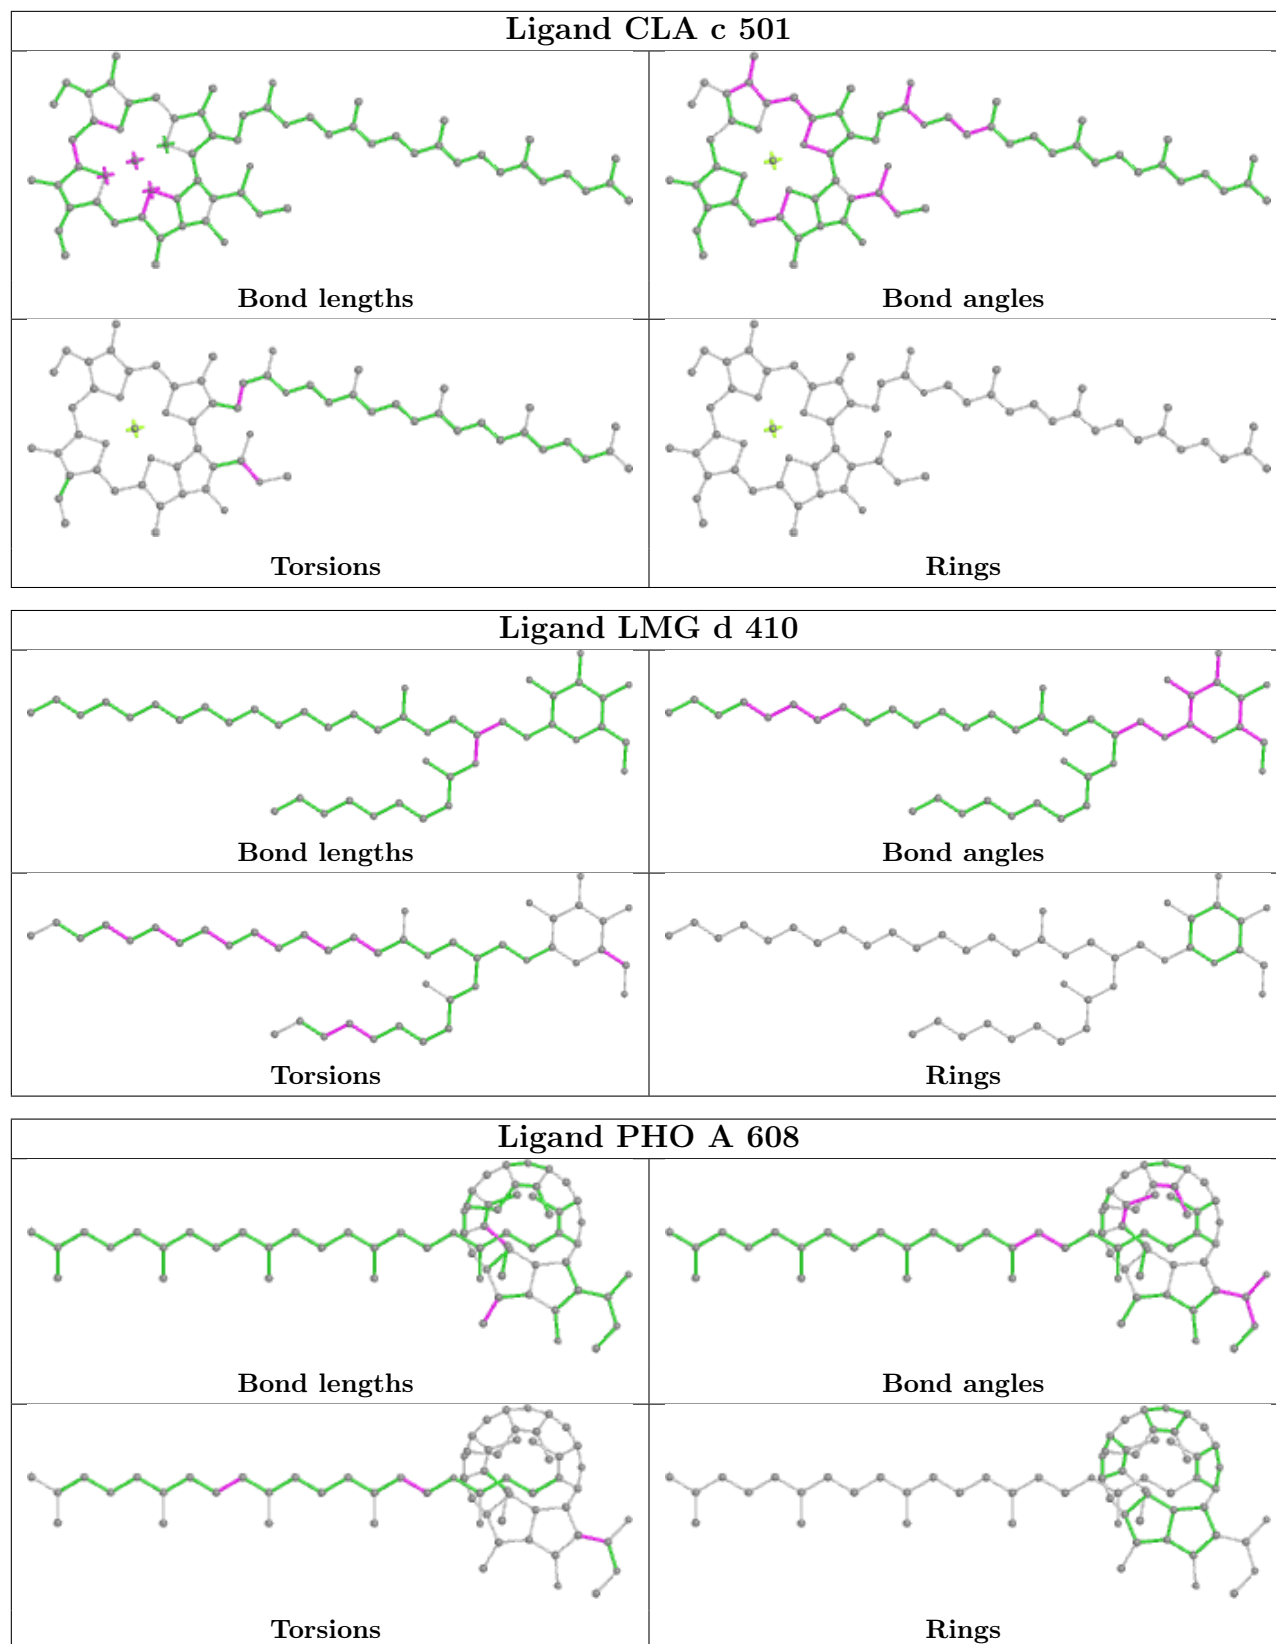 Ligand CLA c 501
Bond lengths
Bond angles
Torsions
Rings
Ligand LMG d 410
Bond lengths
Bond angles
Torsions
Rings
Ligand PHO A 608
Bond lengths
Bond angles
Torsions
Rings